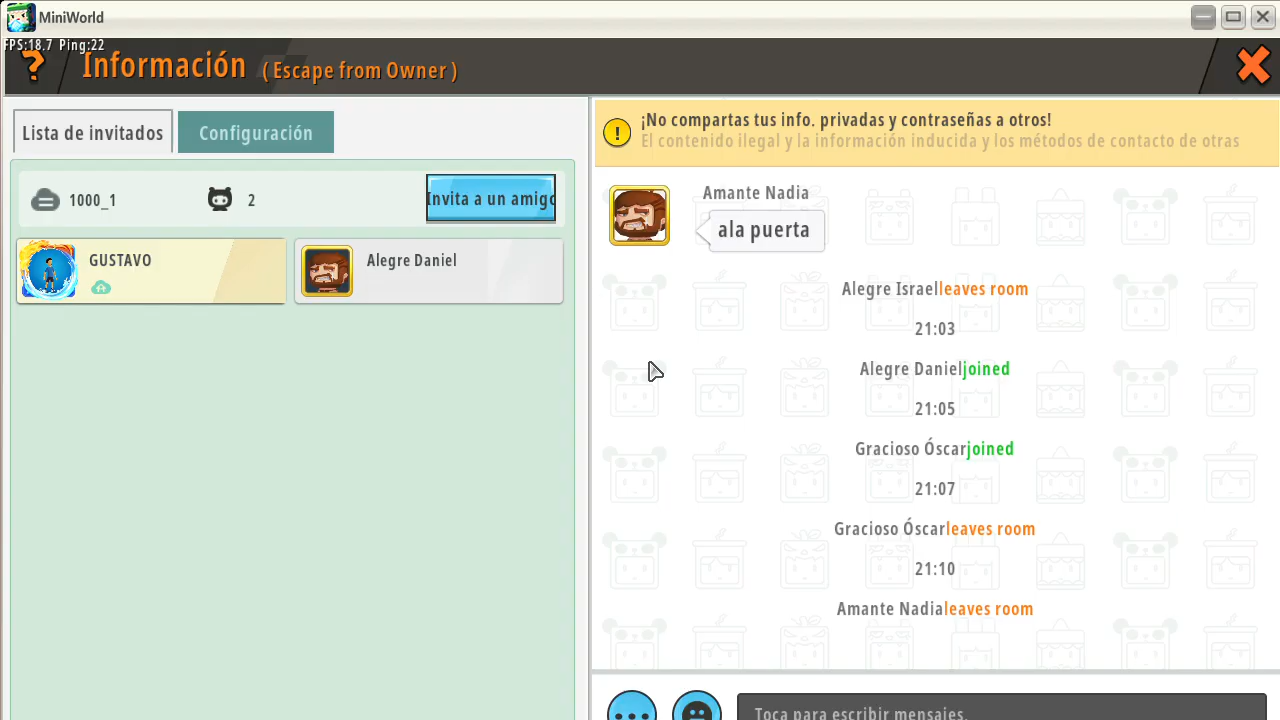 MiniWorld
FPS:18.7 Ping:22
?
Información ( Escape from Owner )
Lista de invitados
Configuración
1000_1
2
Invita a un amigo
GUSTAVO
Alegre Daniel
¡No compartas tus info. privadas y contraseñas a otros!
El contenido ilegal y la información inducida y los métodos de contacto de otras
Amante Nadia
ala puerta
Alegre Israelleaves room
21:03
Alegre Danieljoined
21:05
Gracioso Óscarjoined
21:07
Gracioso Óscarleaves room
21:10
Amante Nadialeaves room
Toca para escribir mensajes.